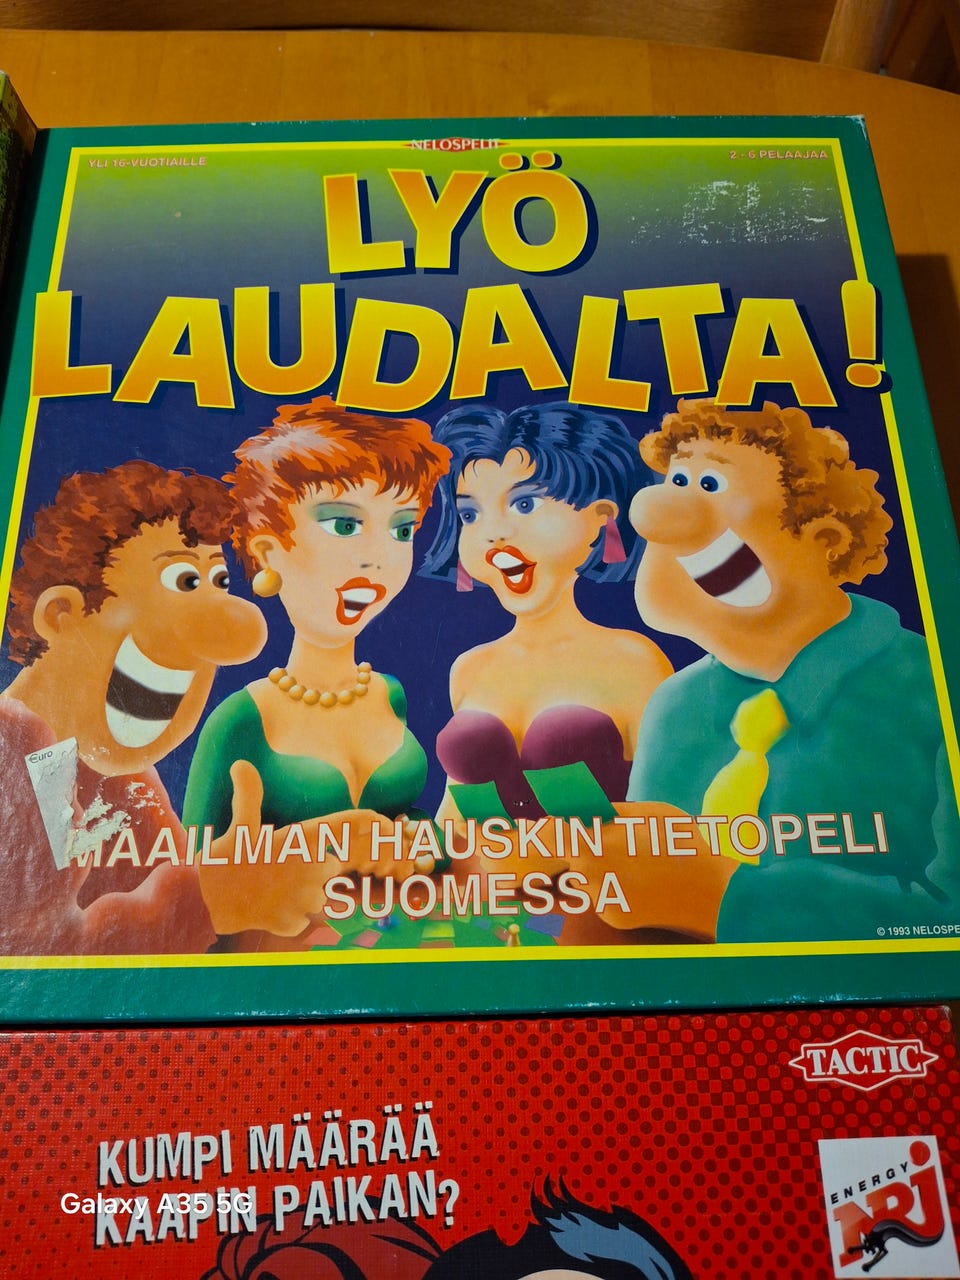 NELOSPELIT
YLI 16-VUOTIAILLE
2 - 6 PELAAJAA
LYÖ
LAUDALTA!
€uro
MAAILMAN HAUSKIN TIETOPELI
SUOMESSA
© 1993 NELOSPE
TACTIC
KUMPI MÄÄRÄÄ
KAAPIN PAIKAN?
Galaxy A35 5G
ENERGY
NRJ